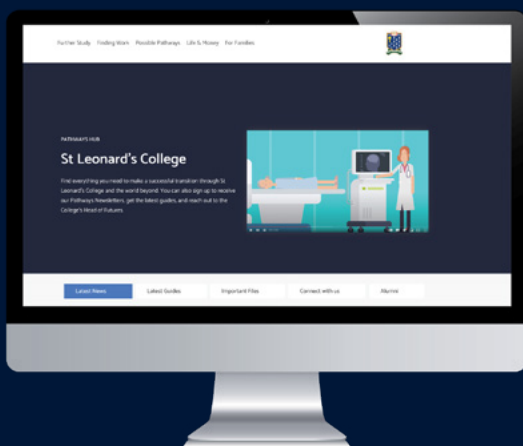 Further Study Finding Work Possible Pathways Life & Money For Families
PATHWAYS HUB
St Leonard's College
Find everything you need to make a successful transition through St
Leonard's College and the world beyond. You can also sign up to receive
our Pathways Newsletters, get the latest guides, and reach out to the
College's Head of Futures.
Latest News Latest Guides Important Files Connect with us Alumni